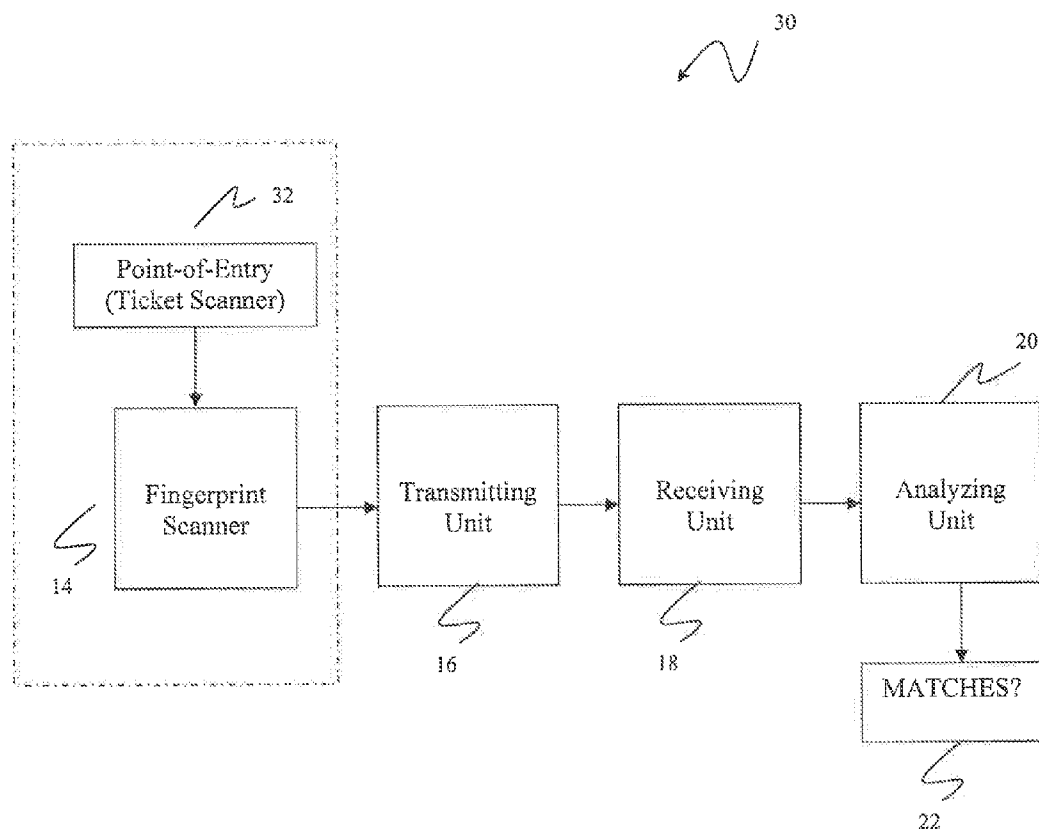 30
32
Point-of-Entry
(Ticket Scanner)
20
Fingerprint
Scanner
Transmitting
Unit
Receiving
Unit
Analyzing
Unit
14
16
18
MATCHES?
22